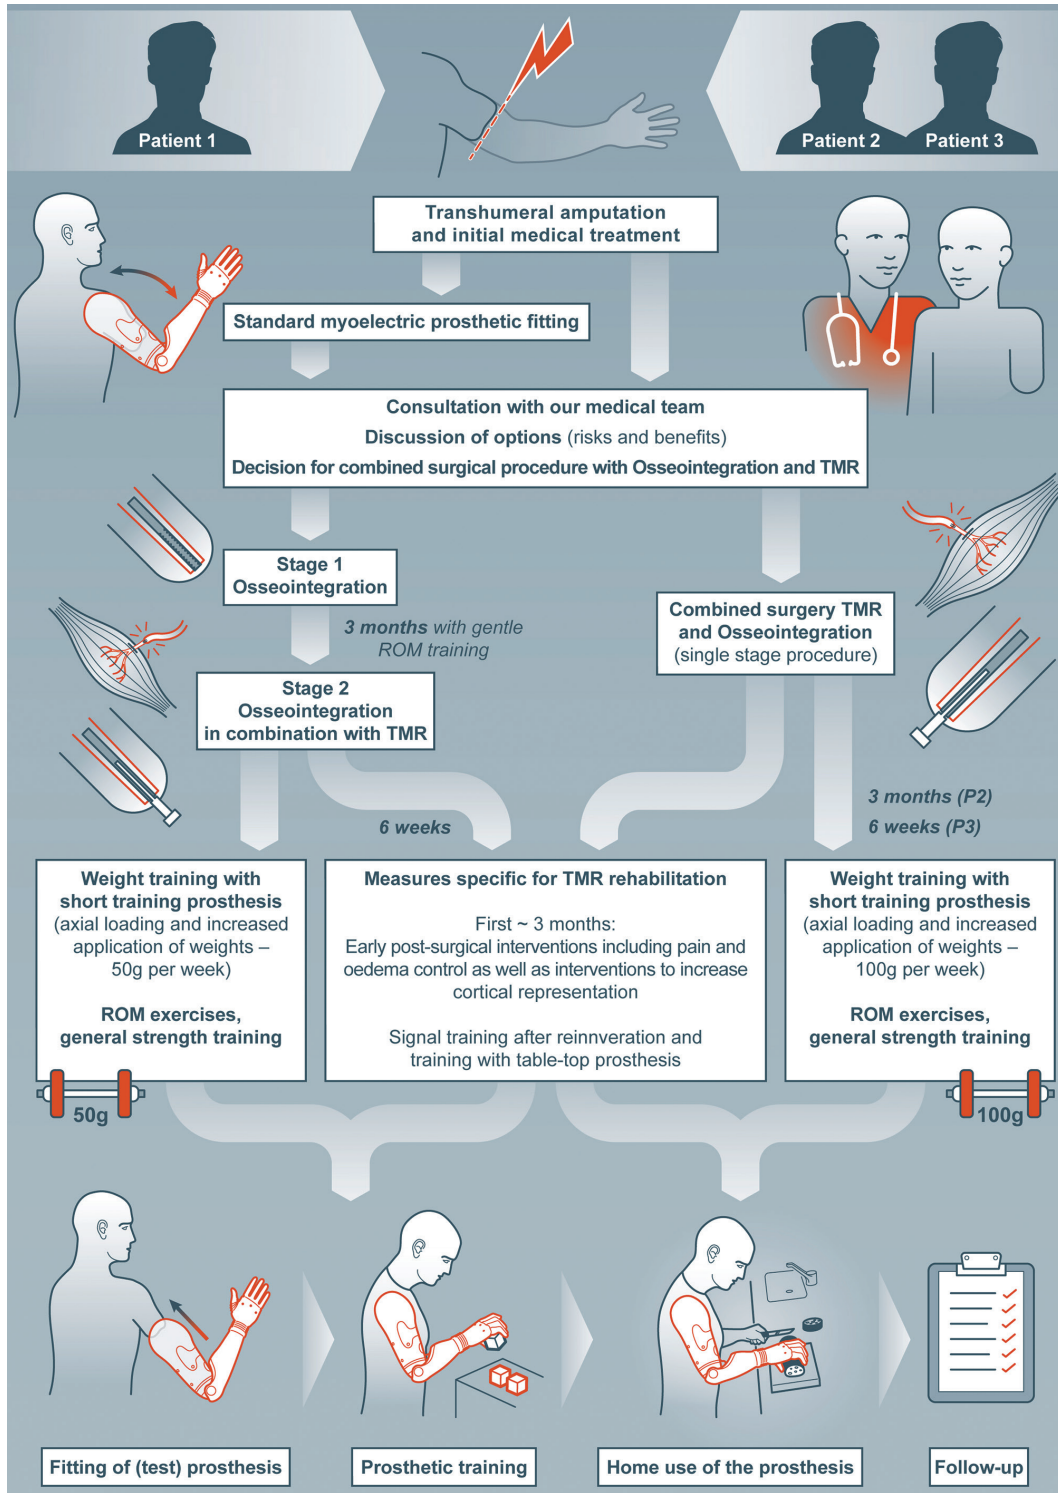 Patient 1
Patient 2
Patient 3
Transhumeral amputation
and initial medical treatment
Standard myoelectric prosthetic fitting
Consultation with our medical team
Discussion of options (risks and benefits)
Decision for combined surgical procedure with Osseointegration and TMR
Stage 1
Osseointegration
3 months with gentle
ROM training
Combined surgery TMR
and Osseointegration
(single stage procedure)
Stage 2
Osseointegration
in combination with TMR
6 weeks
3 months (P2)
6 weeks (P3)
Weight training with
short training prosthesis
(axial loading and increased
application of weights –
50g per week)
ROM exercises,
general strength training
50g
Measures specific for TMR rehabilitation
First ~ 3 months:
Early post-surgical interventions including pain and
oedema control as well as interventions to increase
cortical representation
Signal training after reinnveration and
training with table-top prosthesis
Weight training with
short training prosthesis
(axial loading and increased
application of weights –
100g per week)
ROM exercises,
general strength training
100g
Fitting of (test) prosthesis
Prosthetic training
Home use of the prosthesis
Follow-up